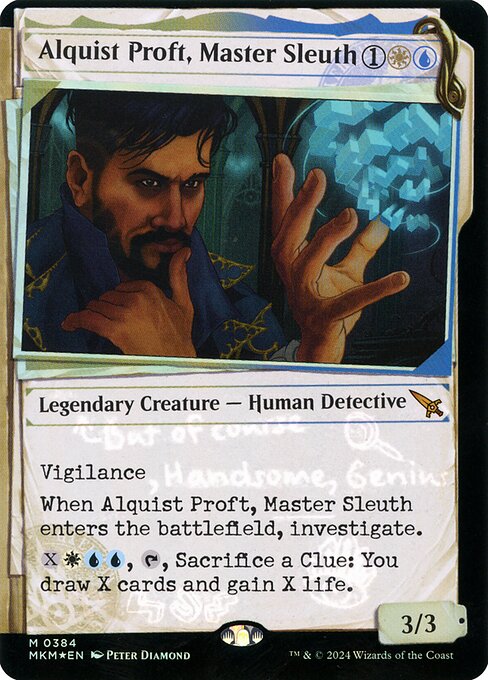 Alquist Proft, Master Sleuth 1
Legendary Creature — Human Detective
But of course
, Handsome, Genius
Vigilance
When Alquist Proft, Master Sleuth
enters the battlefield, investigate.
X, Sacrifice a Clue: You
draw X cards and gain X life.
3/3
M 0384
MKM★EN Peter Diamond
™ & © 2024 Wizards of the Coast